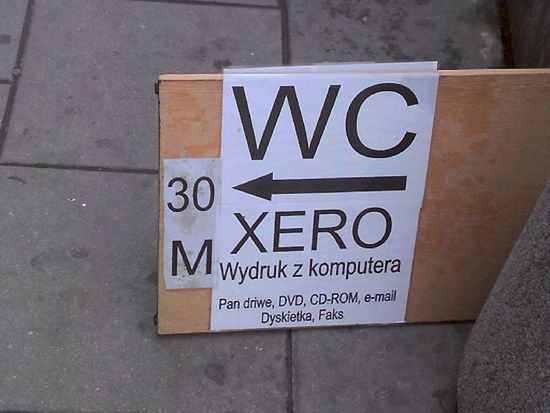 WC
30
M
XERO
Wydruk z komputera
Pan driwe, DVD, CD-ROM, e-mail
Dyskietka, Faks